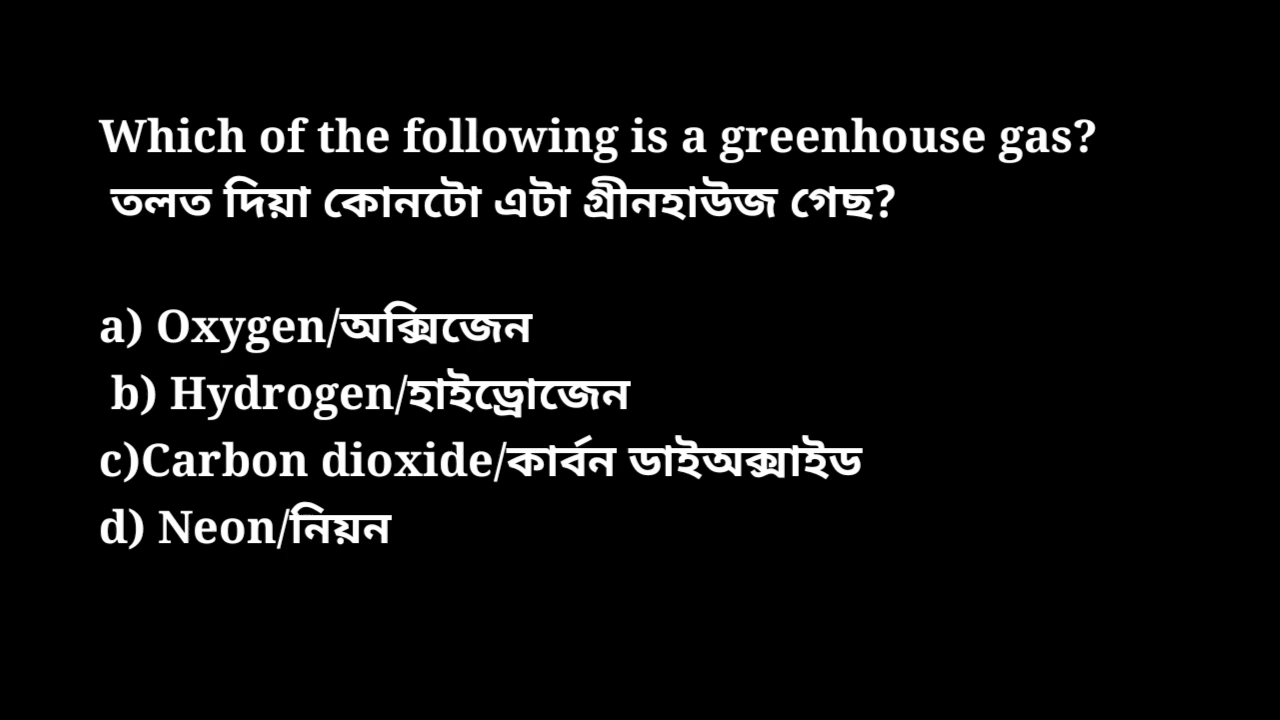 Which of the following is a greenhouse gas?
তলত দিয়া কোনটো এটা গ্ৰীনহাউজ গেছ?
a) Oxygen/অক্সিজেন
b) Hydrogen/হাইড্ৰোজেন
c)Carbon dioxide/কাৰ্বন ডাইঅক্সাইড
d) Neon/নিয়ন